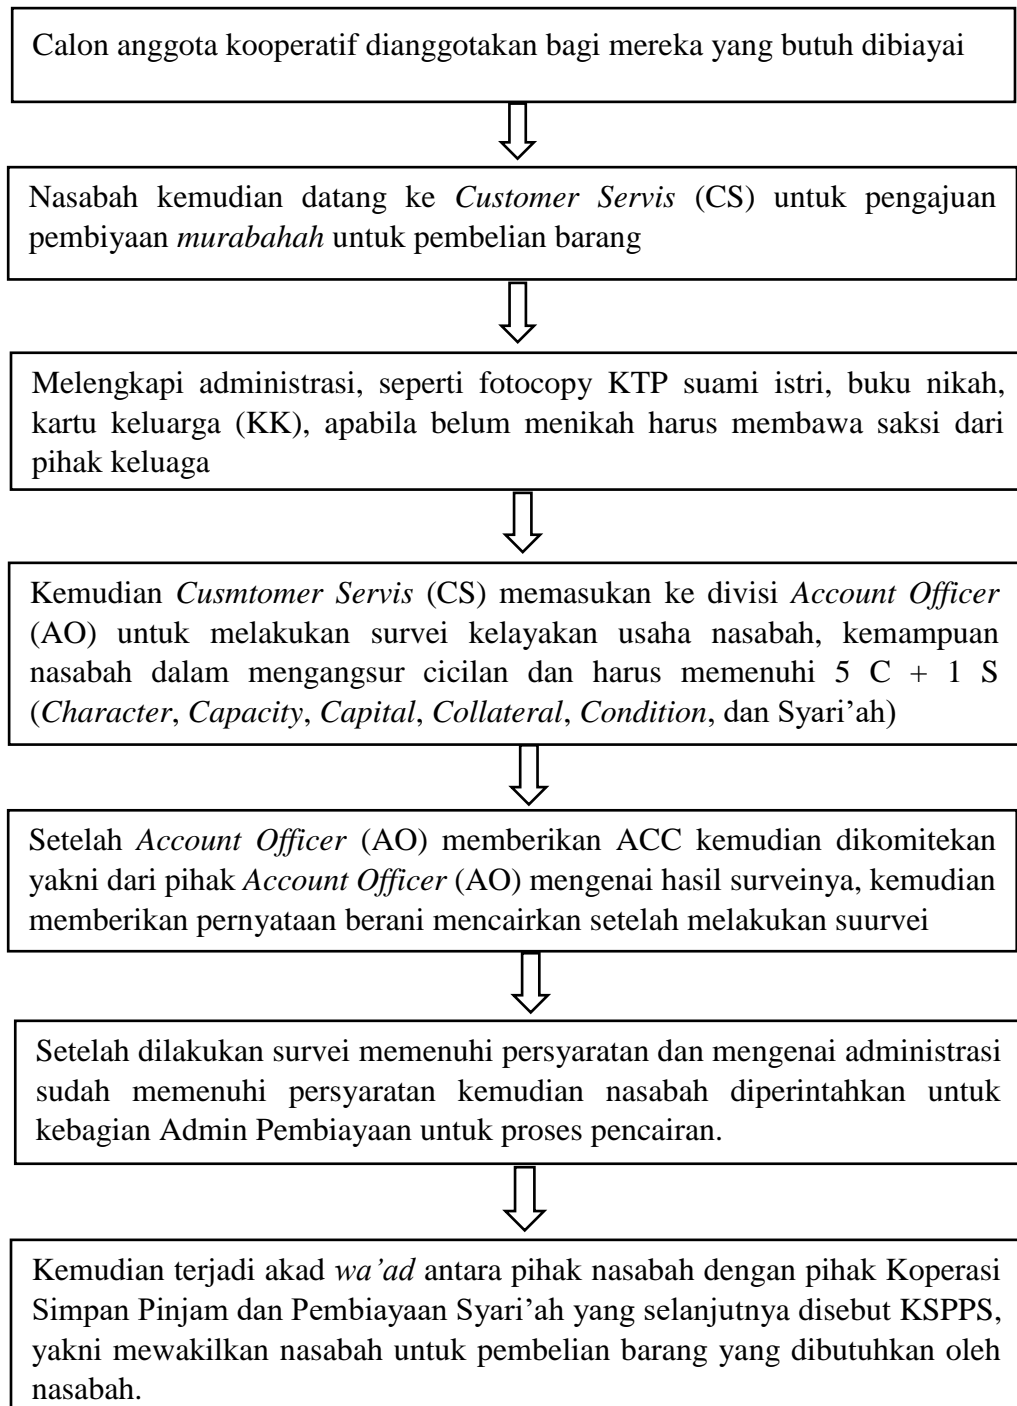 Calon anggota kooperatif dianggotakan bagi mereka yang butuh dibiayai
Nasabah kemudian datang ke Customer Servis (CS) untuk pengajuan
pembiyaan murabahah untuk pembelian barang
Melengkapi administrasi, seperti fotocopy KTP suami istri, buku nikah,
kartu keluarga (KK), apabila belum menikah harus membawa saksi dari
pihak keluaga
Kemudian Cusmtomer Servis (CS) memasukan ke divisi Account Officer
(AO) untuk melakukan survei kelayakan usaha nasabah, kemampuan
nasabah dalam mengangsur cicilan dan harus memenuhi 5 C + 1 S
(Character, Capacity, Capital, Collateral, Condition, dan Syari’ah)
Setelah Account Officer (AO) memberikan ACC kemudian dikomitekan
yakni dari pihak Account Officer (AO) mengenai hasil surveinya, kemudian
memberikan pernyataan berani mencairkan setelah melakukan suurvei
Setelah dilakukan survei memenuhi persyaratan dan mengenai administrasi
sudah memenuhi persyaratan kemudian nasabah diperintahkan untuk
kebagian Admin Pembiayaan untuk proses pencairan.
Kemudian terjadi akad wa’ad antara pihak nasabah dengan pihak Koperasi
Simpan Pinjam dan Pembiayaan Syari’ah yang selanjutnya disebut KSPPS,
yakni mewakilkan nasabah untuk pembelian barang yang dibutuhkan oleh
nasabah.